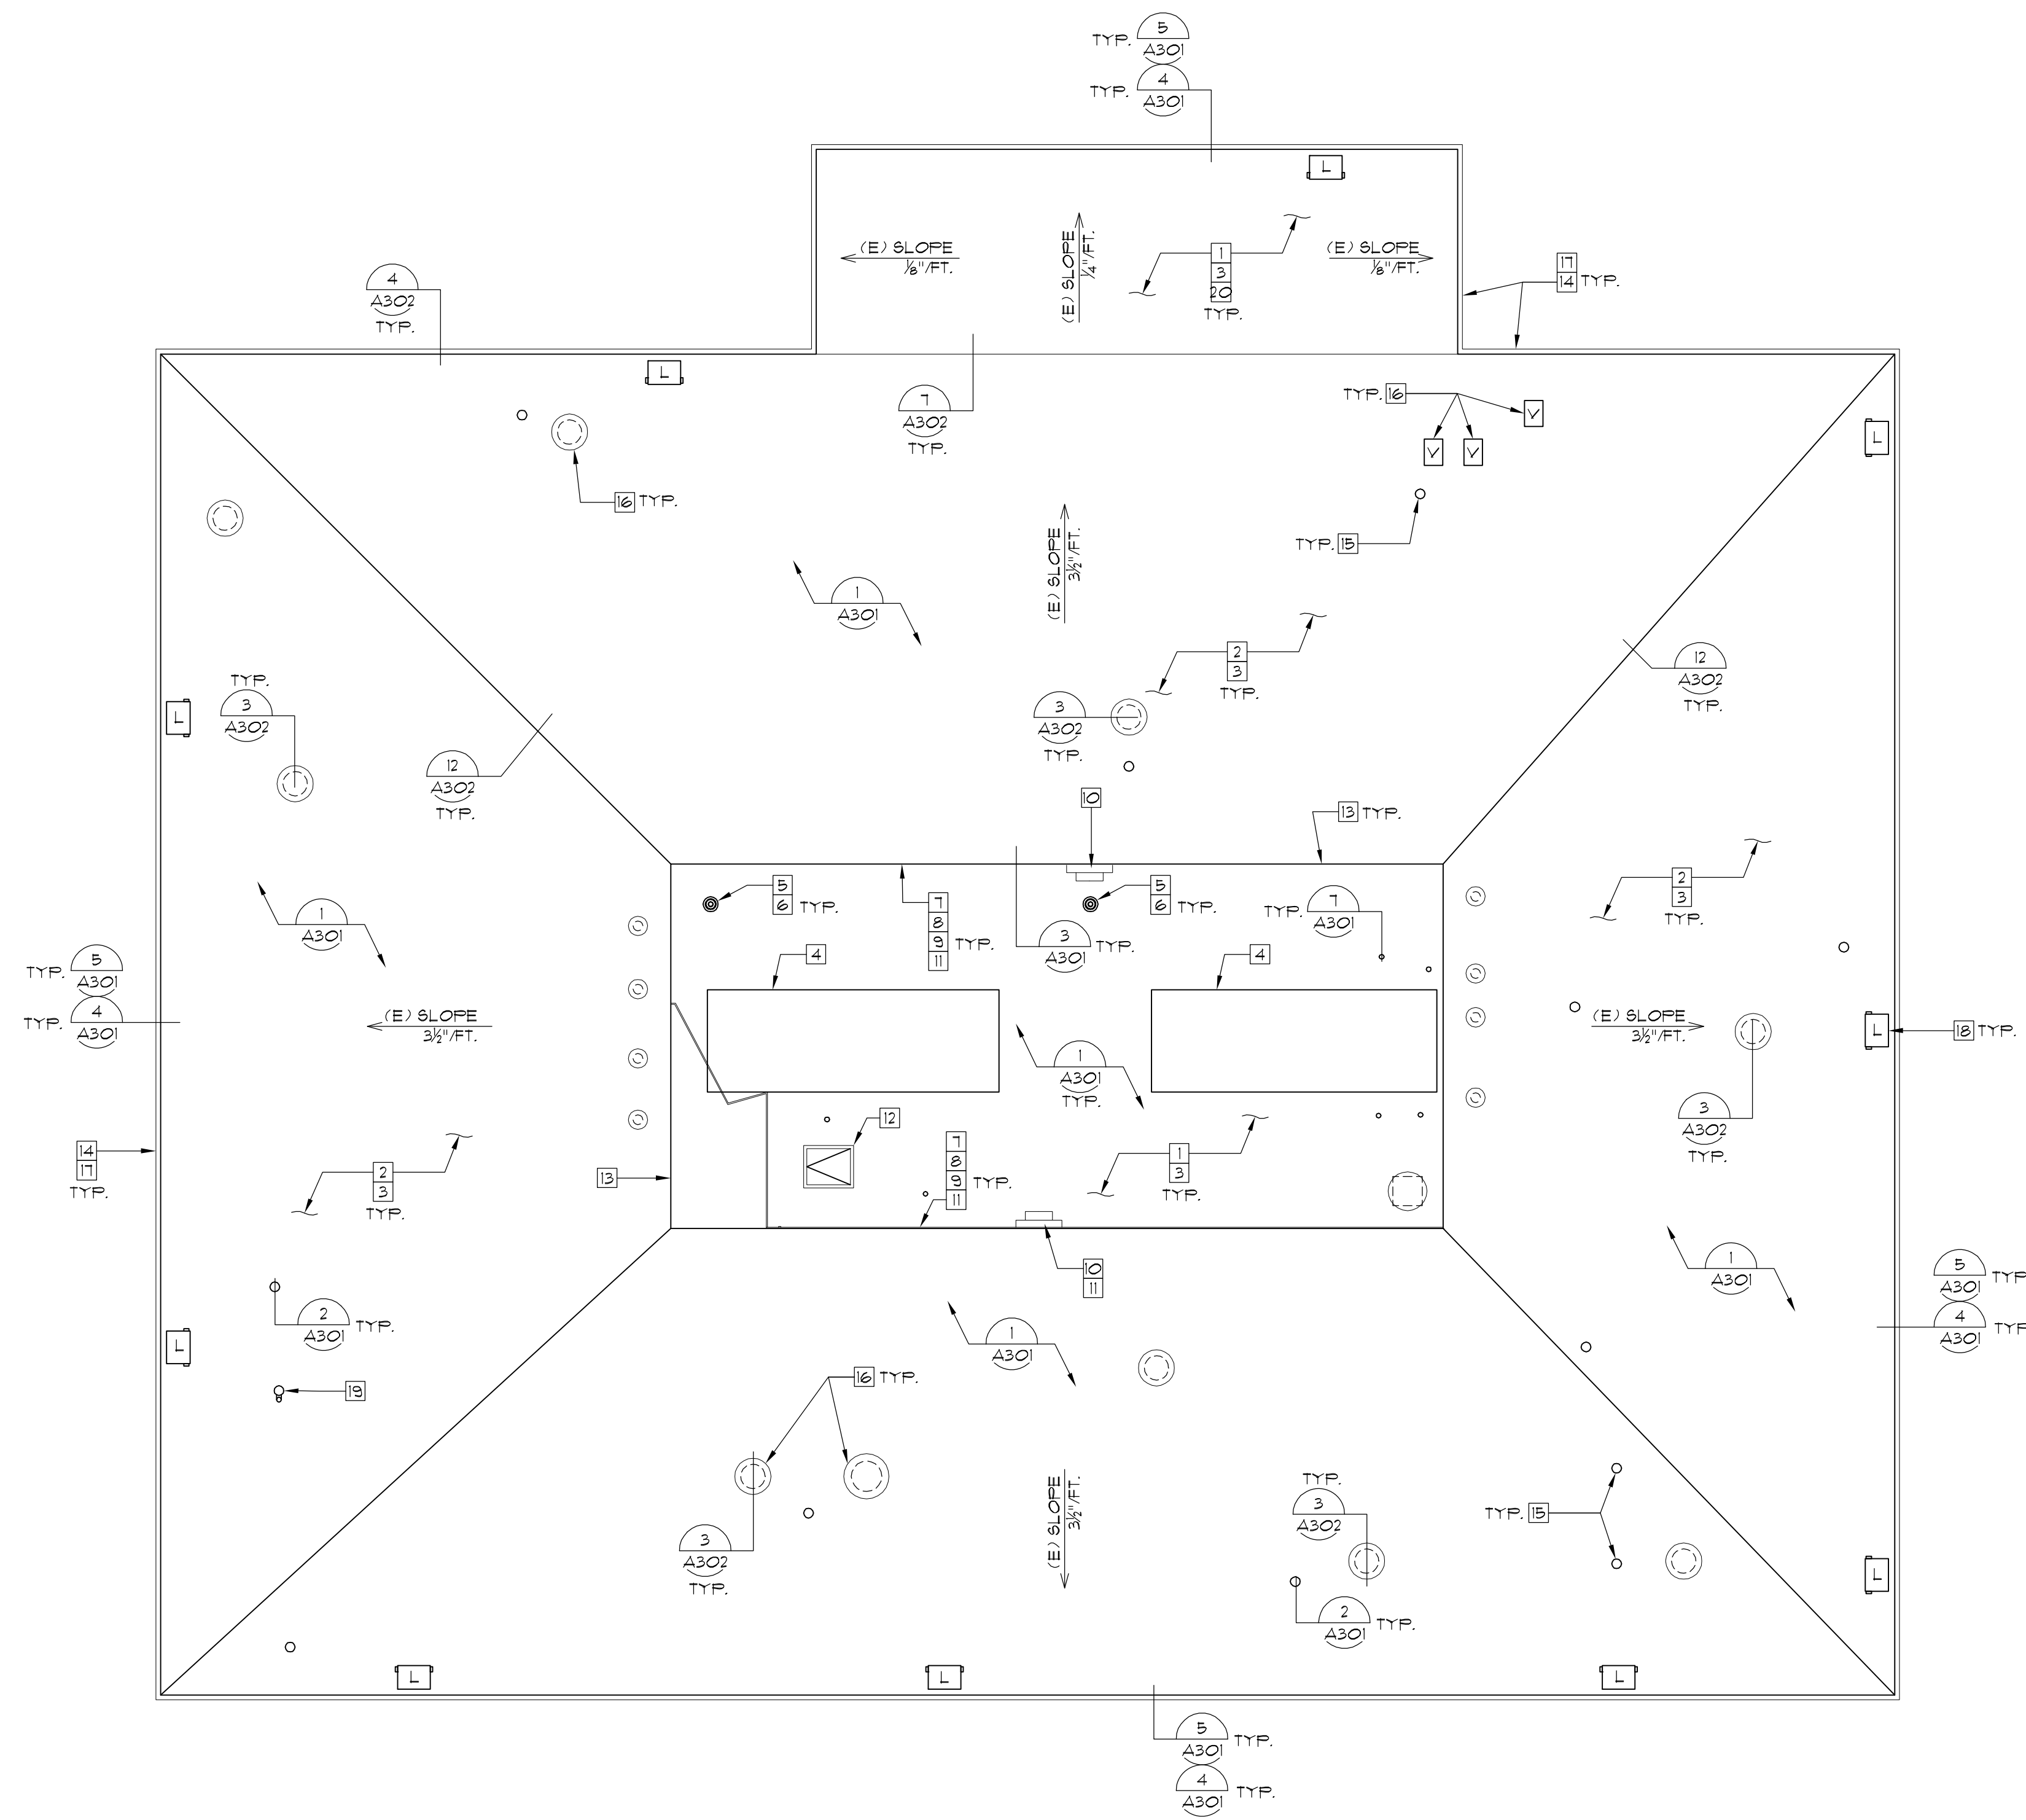 5
TYP.
A301
4
TYP.
A301
L
(E) SLOPE
1/8"/FT.
(E) SLOPE
1/4"/FT.
1
3
20
TYP.
(E) SLOPE
1/8"/FT.
17
14 TYP.
4
A302
TYP.
L
7
A302
TYP.
TYP. 16
V
V V
L
16 TYP.
TYP. 15
(E) SLOPE
3½"/FT.
1
A301
2
3
TYP.
12
A302
TYP.
TYP.
3
A302
L
3
A302
TYP.
12
A302
TYP.
10
13 TYP.
2
3
TYP.
5
6 TYP.
5
6 TYP.
7
8
9 TYP.
11
7
TYP.
A301
1
A301
3
TYP.
A301
4
4
5
TYP.
A301
4
TYP.
A301
(E) SLOPE
3½"/FT.
(E) SLOPE
3½"/FT.
L
18 TYP.
1
A301
TYP.
3
A302
TYP.
12
14
17
TYP.
2
3
TYP.
13
7
8
9 TYP.
11
1
3
TYP.
10
11
1
A301
5
TYP
A301
4
TYP
A301
2
TYP.
A301
L
19
1
A301
16 TYP.
3
A302
TYP.
(E) SLOPE
3½"/FT.
TYP.
3
A302
TYP. 15
L
2
TYP.
A301
L
L
L
5
TYP.
A301
4
TYP.
A301